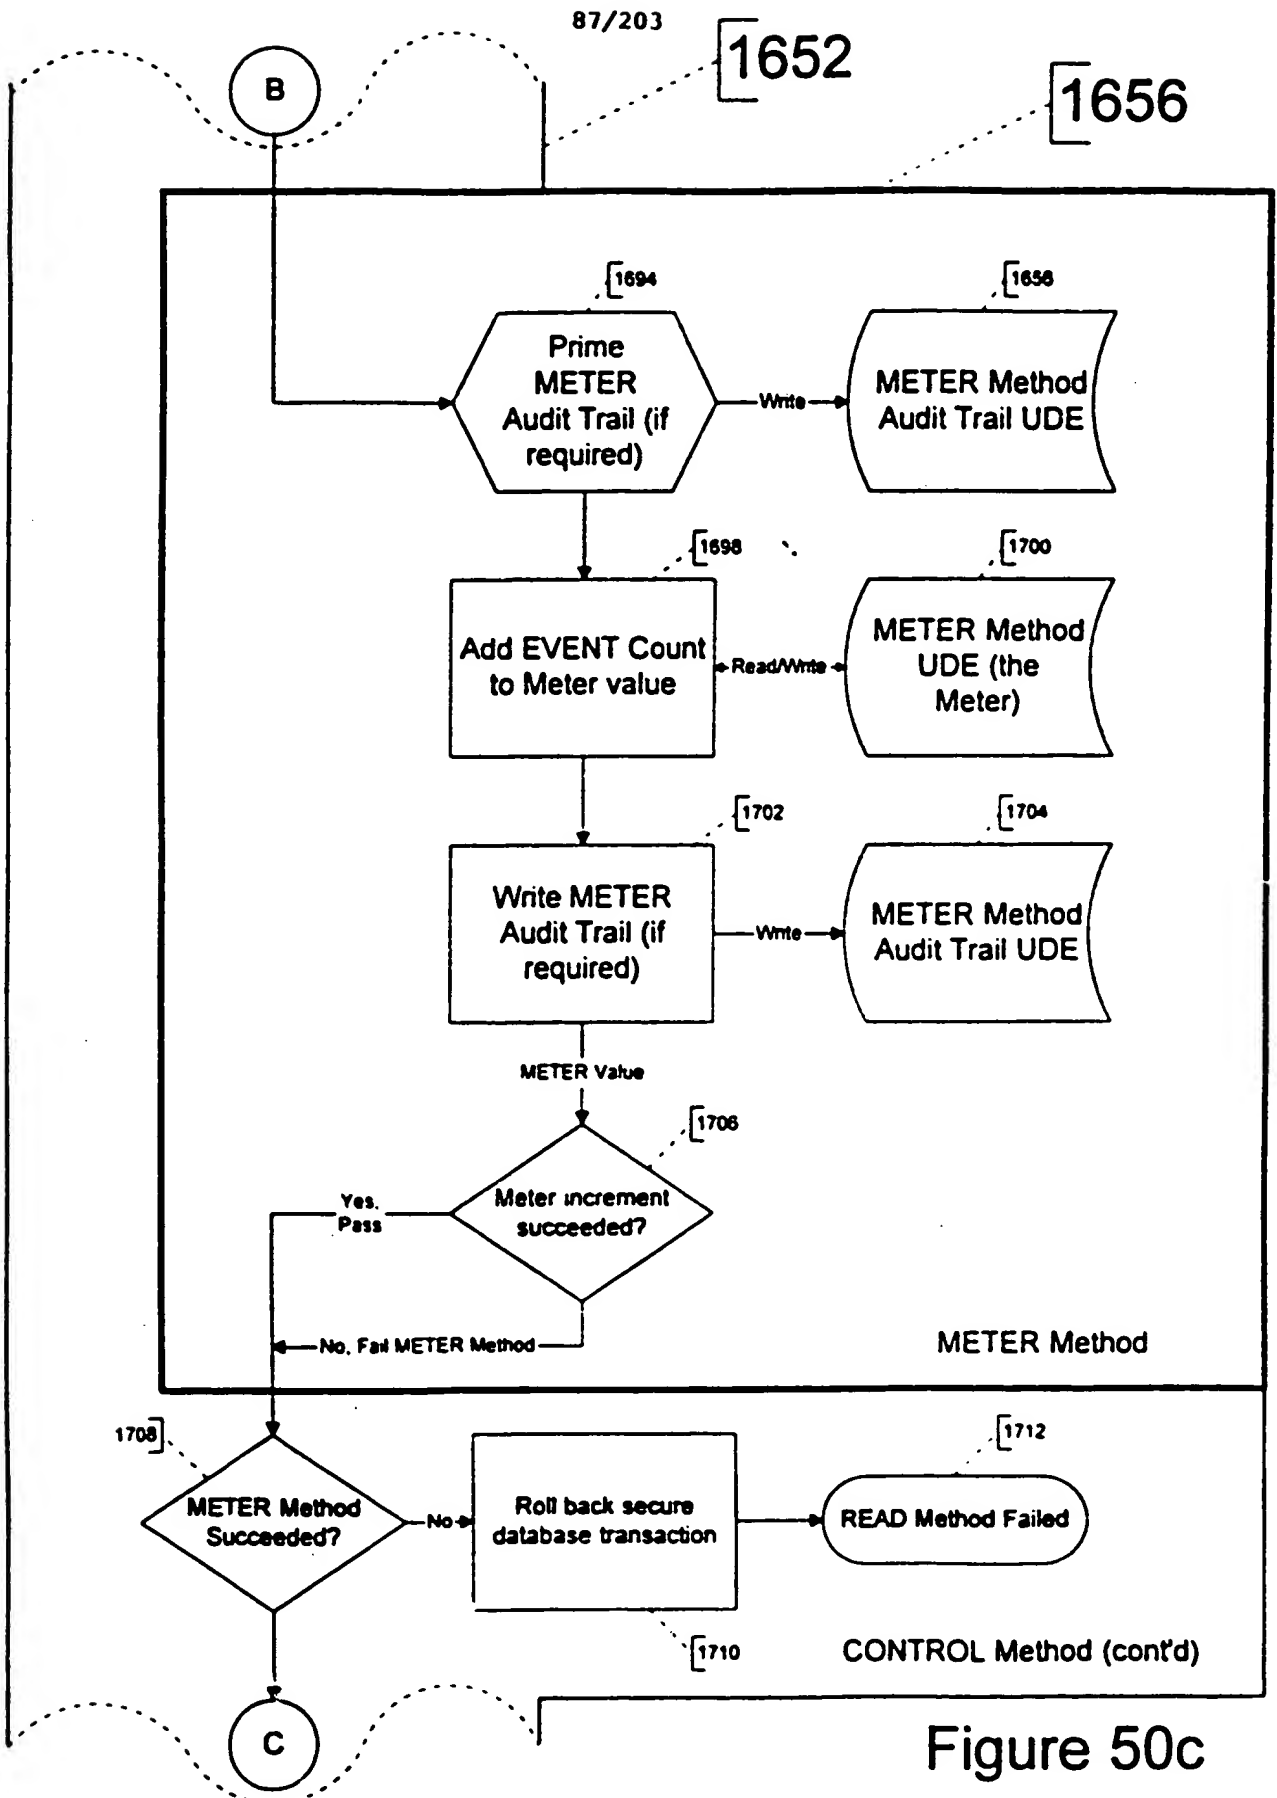 87/203
1652
1656
B
1694
1656
Prime
METER
Audit Trail (if
required)
Write
METER Method
Audit Trail UDE
1698
1700
Add EVENT Count
to Meter value
Read/Write
METER Method
UDE (the
Meter)
1702
1704
Write METER
Audit Trail (if
required)
Write
METER Method
Audit Trail UDE
METER Value
1706
Meter increment
succeeded?
Yes,
Pass
No, Fail METER Method
METER Method
1708
METER Method
Succeeded?
No
Roll back secure
database transaction
1712
READ Method Failed
1710
CONTROL Method (cont'd)
C
Figure 50c